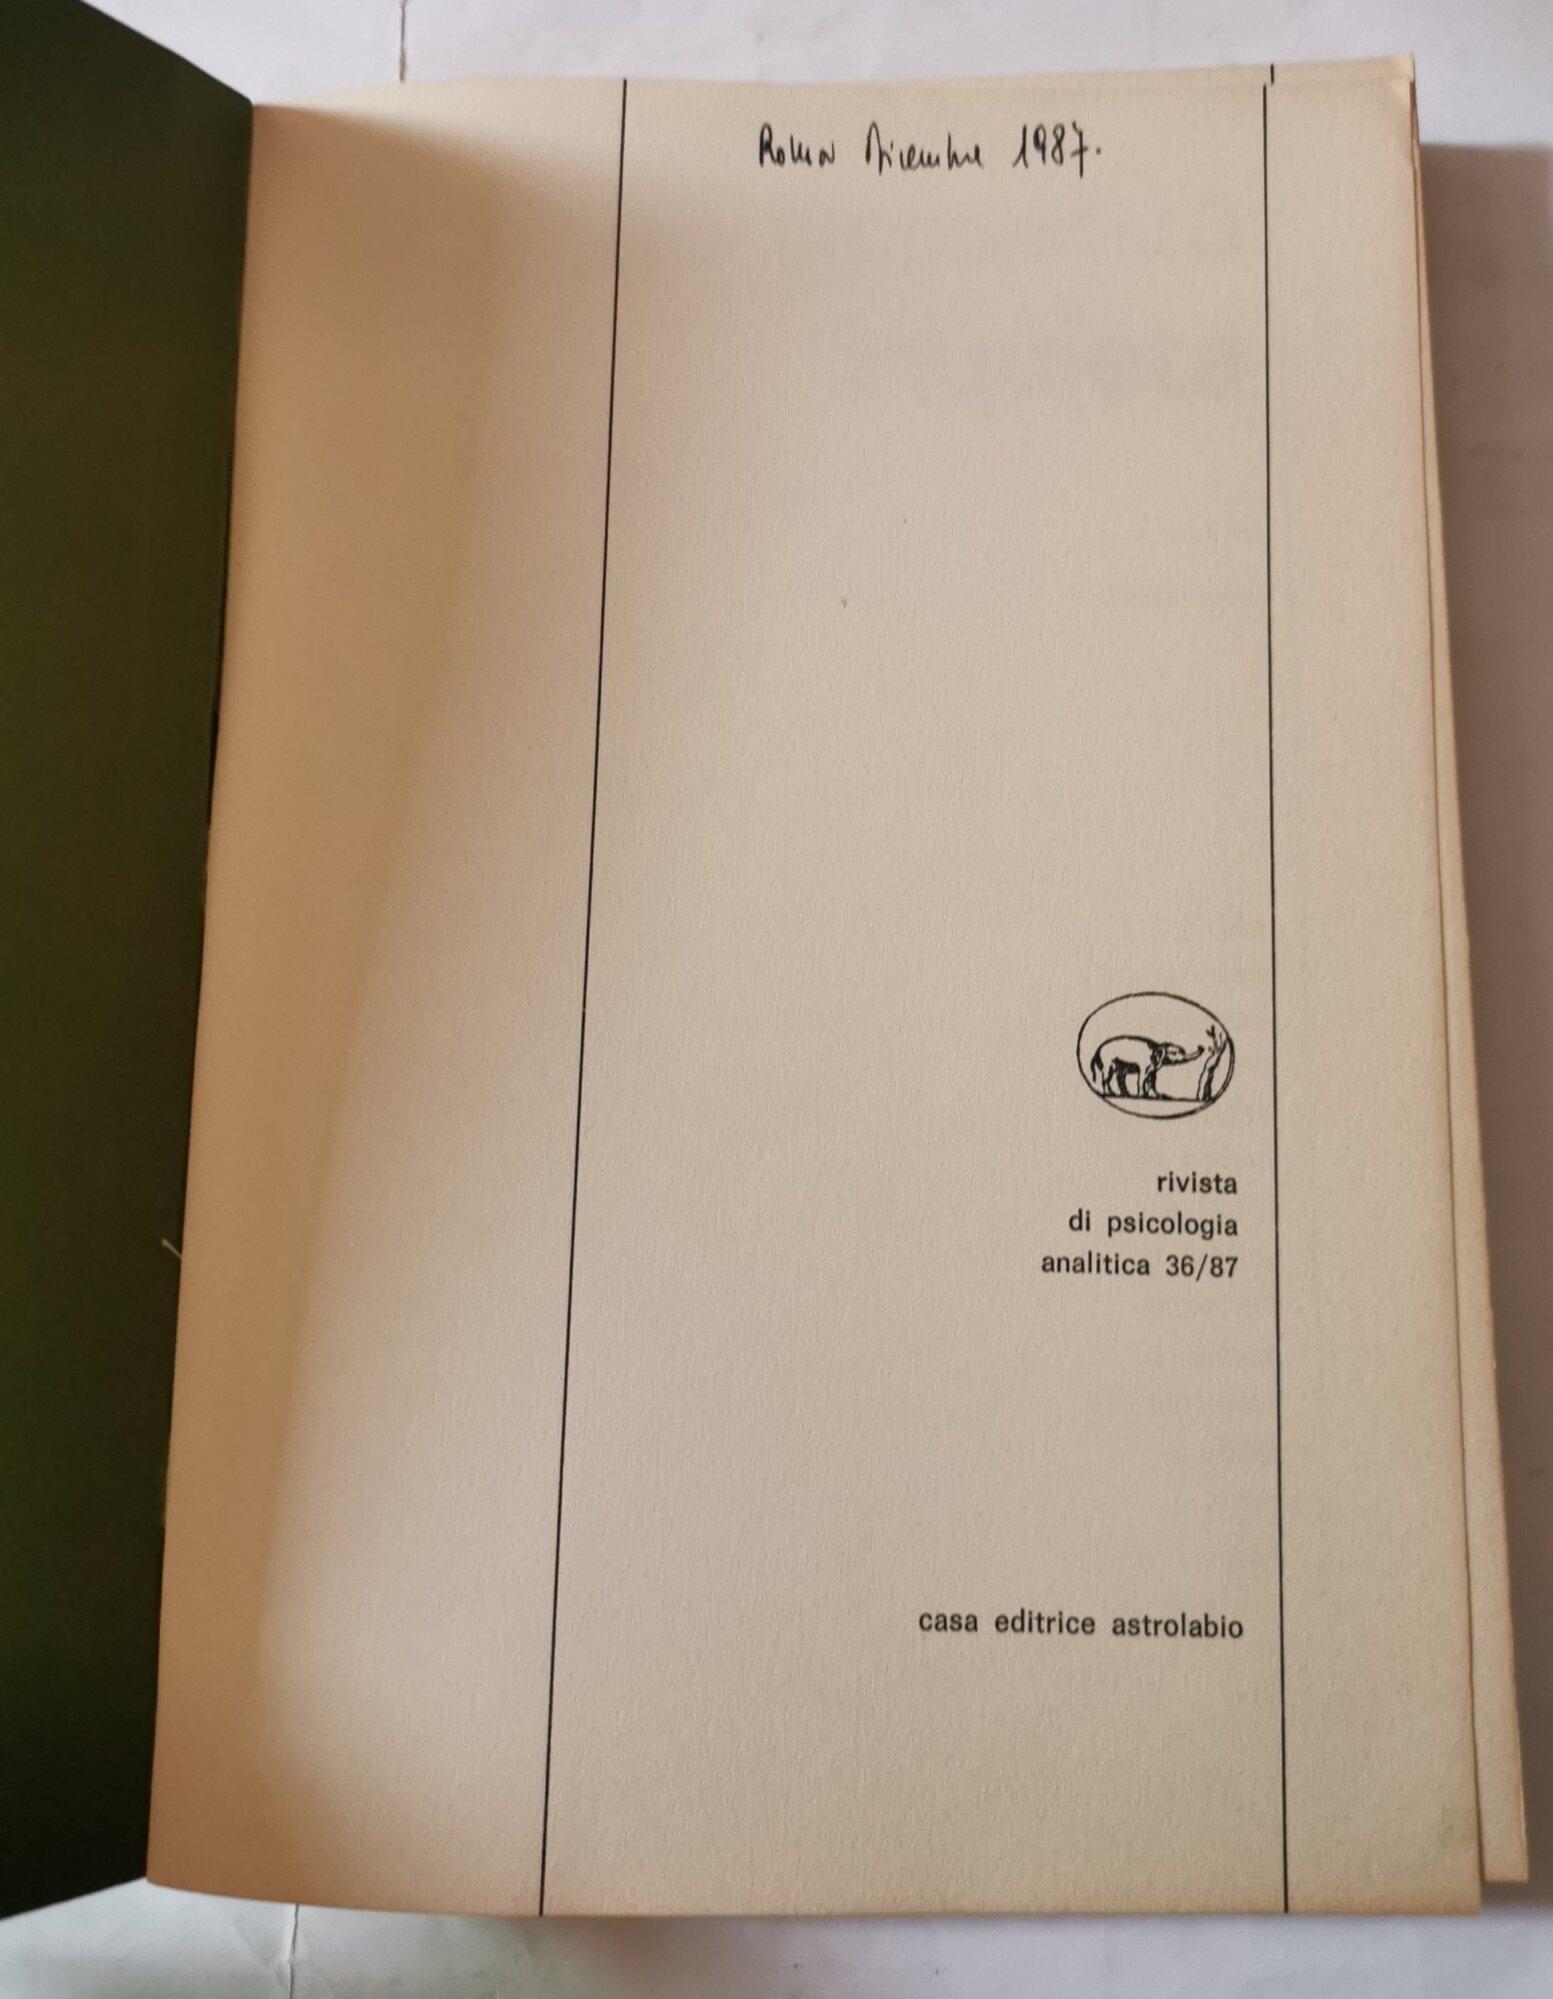 Roma Dicembre 1987.
rivista
di psicologia
analitica 36/87
casa editrice astrolabio